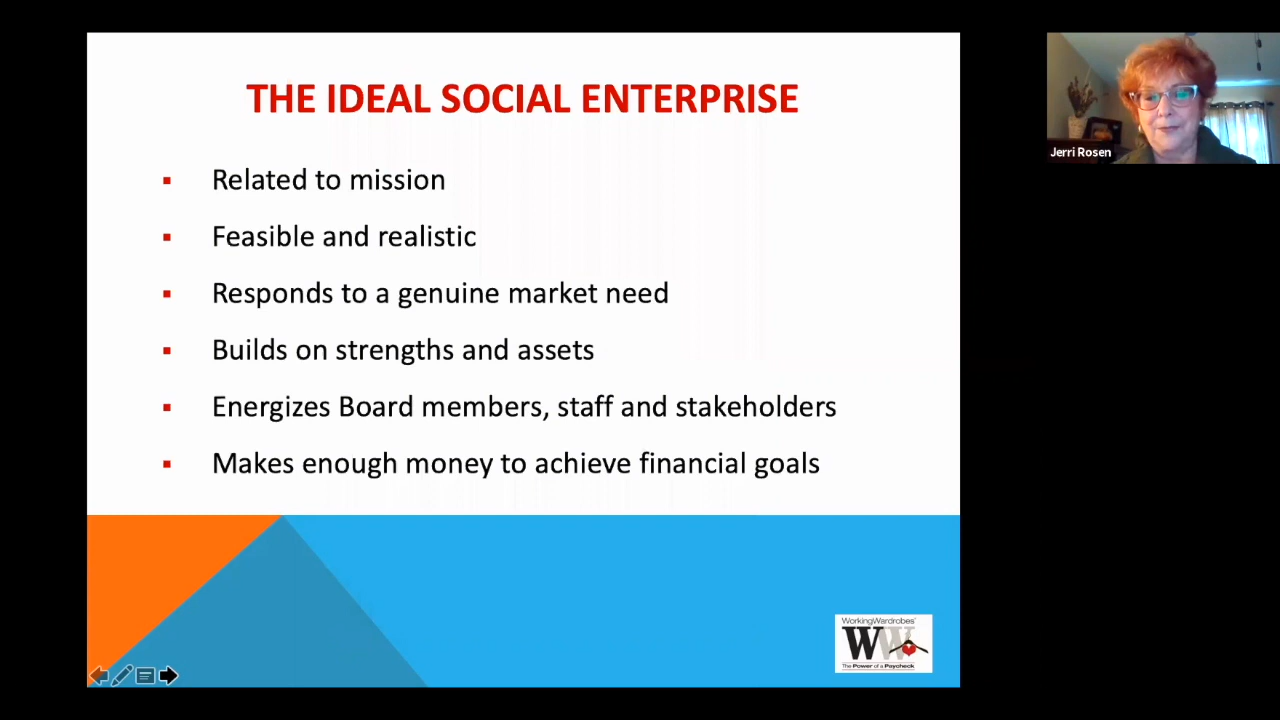 THE IDEAL SOCIAL ENTERPRISE
Related to mission
Feasible and realistic
Responds to a genuine market need
Builds on strengths and assets
Energizes Board members, staff and stakeholders
Makes enough money to achieve financial goals
Jerri Rosen
WorkingWardrobes'
WW
The Power of a Paycheck